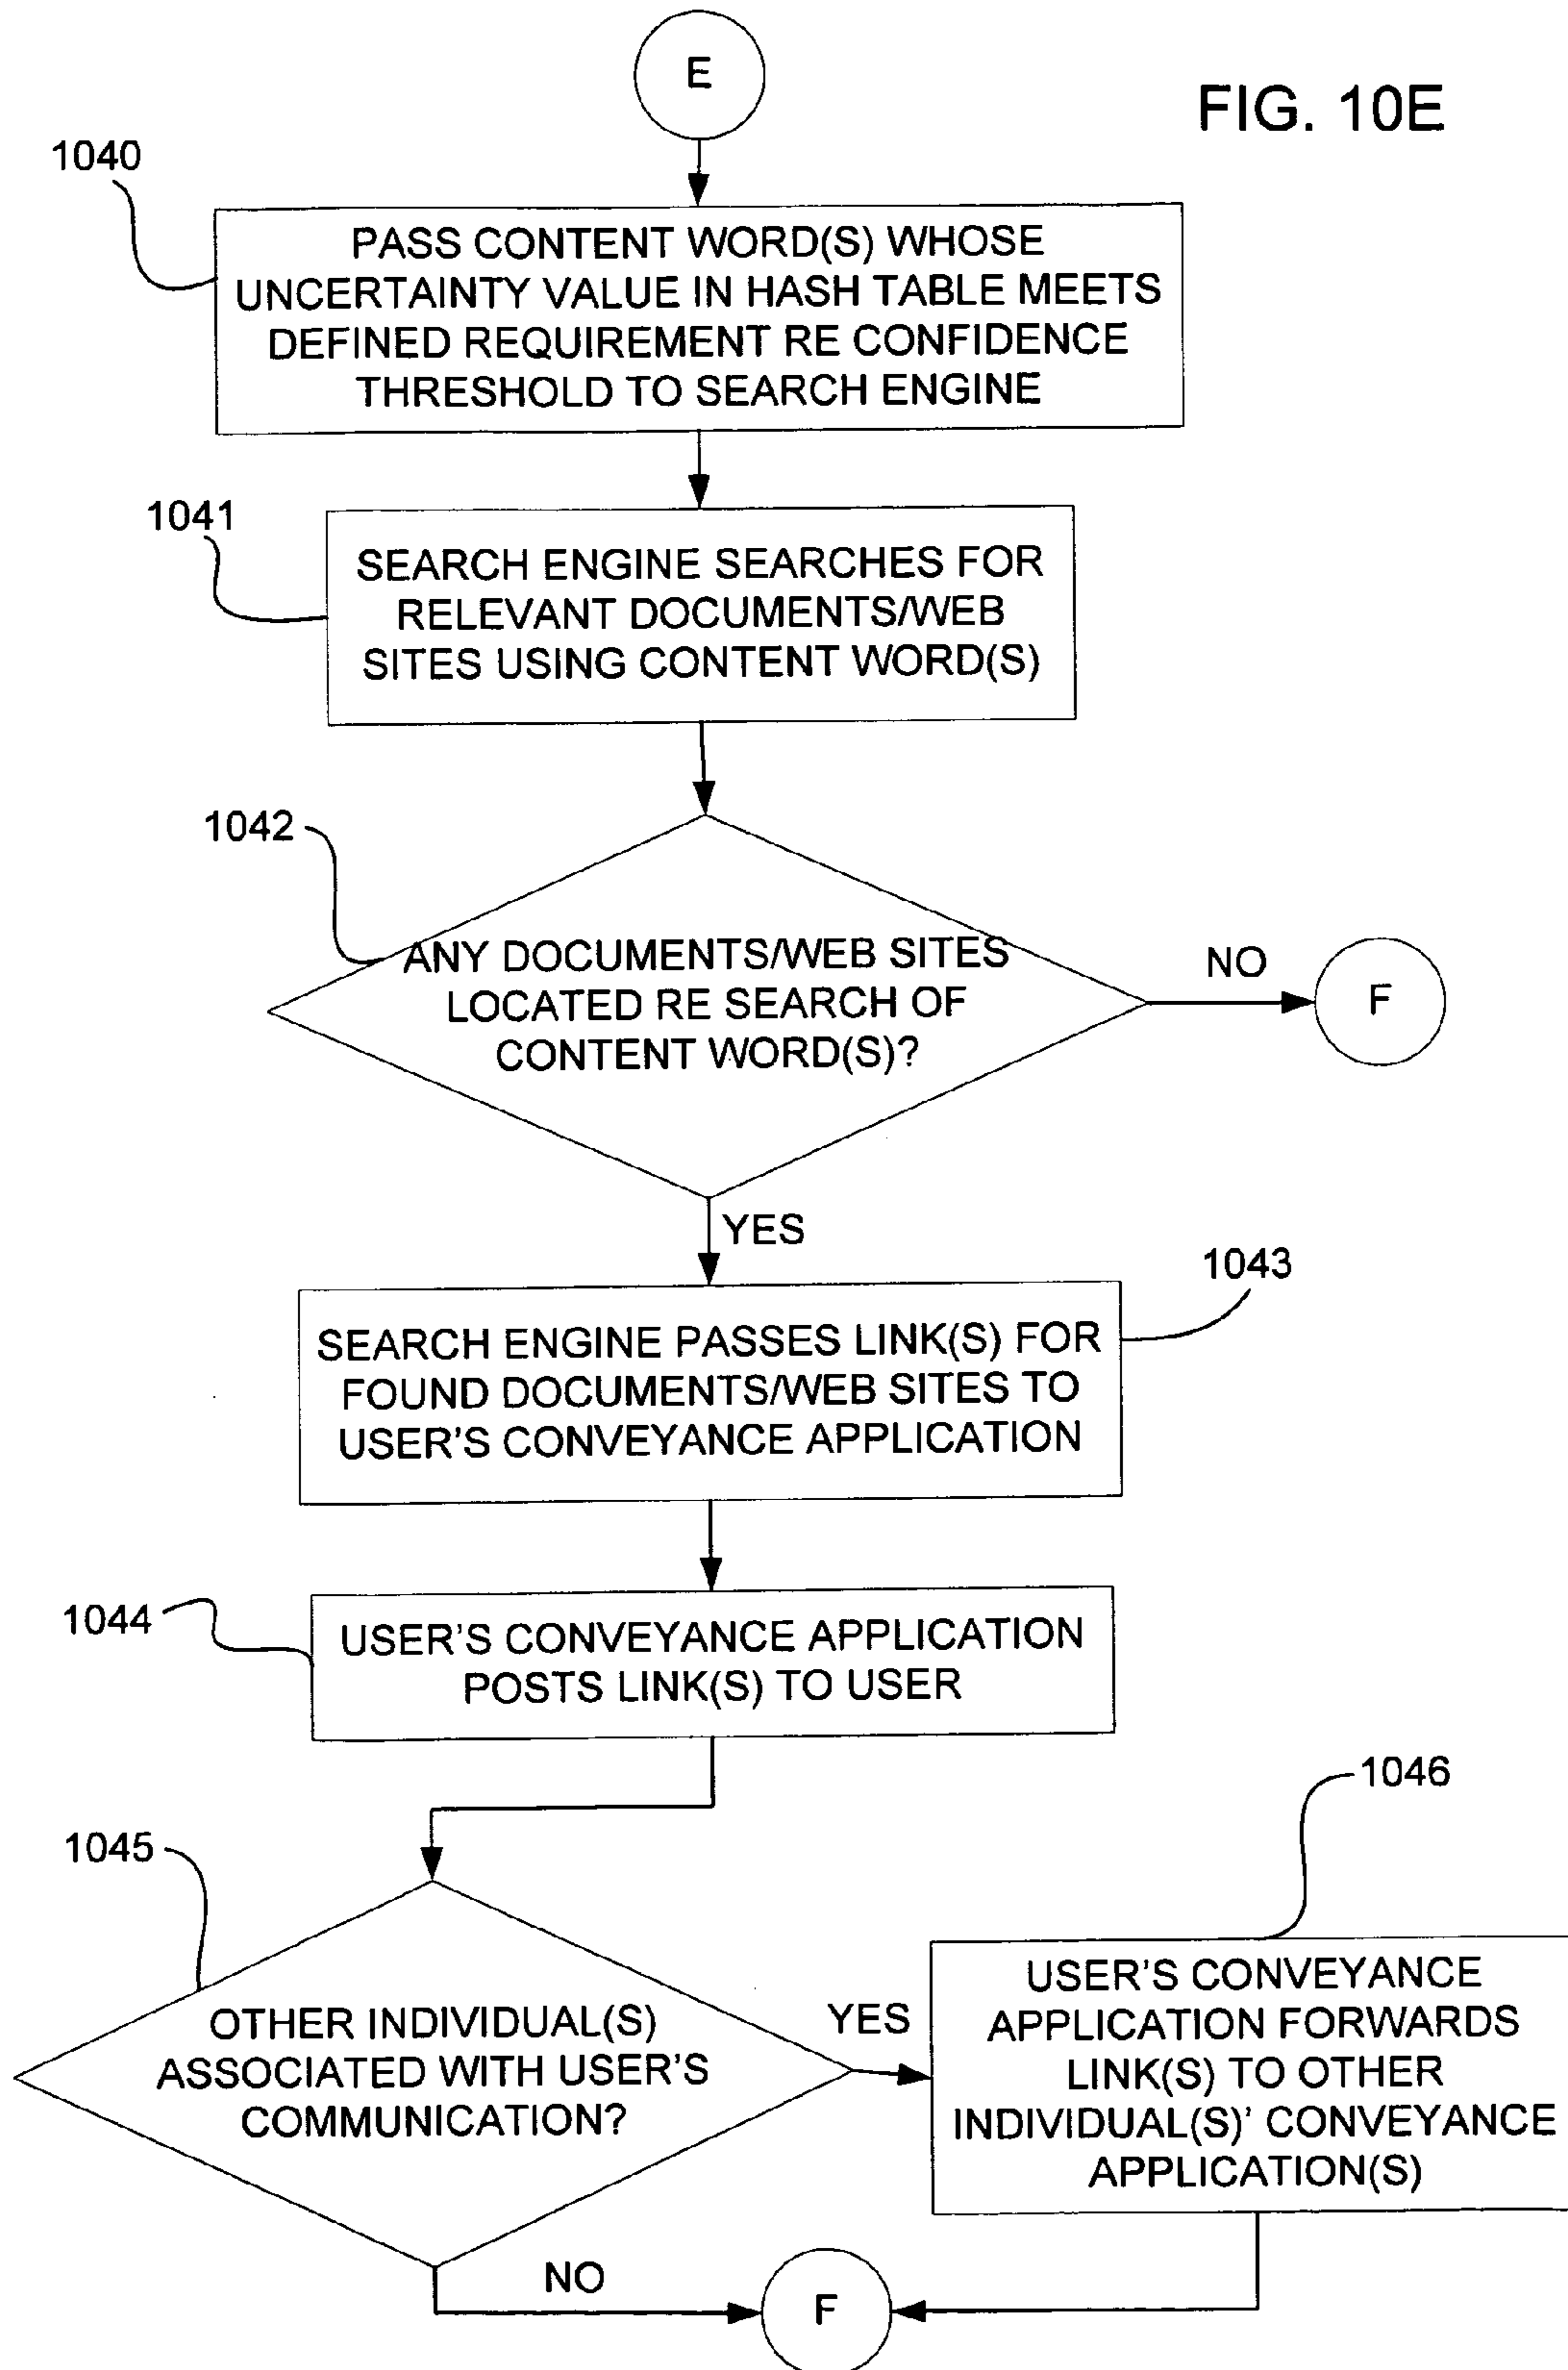 E
FIG. 10E
1040
PASS CONTENT WORD(S) WHOSE
UNCERTAINTY VALUE IN HASH TABLE MEETS
DEFINED REQUIREMENT RE CONFIDENCE
THRESHOLD TO SEARCH ENGINE
1041
SEARCH ENGINE SEARCHES FOR
RELEVANT DOCUMENTS/WEB
SITES USING CONTENT WORD(S)
1042
ANY DOCUMENTS/WEB SITES
LOCATED RE SEARCH OF
CONTENT WORD(S)?
NO
F
YES
1043
SEARCH ENGINE PASSES LINK(S) FOR
FOUND DOCUMENTS/WEB SITES TO
USER'S CONVEYANCE APPLICATION
1044
USER'S CONVEYANCE APPLICATION
POSTS LINK(S) TO USER
1045
OTHER INDIVIDUAL(S)
ASSOCIATED WITH USER'S
COMMUNICATION?
YES
1046
USER'S CONVEYANCE
APPLICATION FORWARDS
LINK(S) TO OTHER
INDIVIDUAL(S)' CONVEYANCE
APPLICATION(S)
NO
F